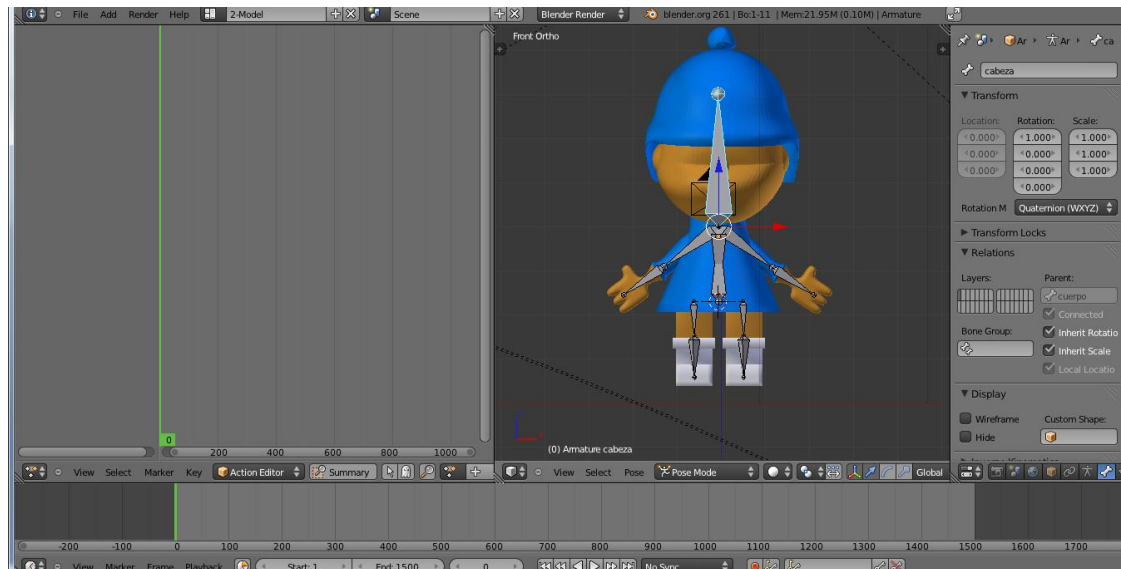 File Add Render Help 2-Model Scene Blender Render blender.org 261 | Bo:1-11 | Mem:21.95M (0.10M) | Armature
Front Ortho
Ar Ar ca
cabeza
Transform
Location: Rotation: Scale:
0.000 1.000 1.000
0.000 0.000 1.000
0.000 0.000 1.000
0.000
Rotation M Quaternion (WXYZ)
Transform Locks
Relations
Layers: Parent:
cuerpo
Connected
Bone Group: Inherit Rotatio
Inherit Scale
Local Locatio
Display
Wireframe Custom Shape:
Hide
0
200 400 600 800 1000
(0) Armature cabeza
View Select Marker Key Action Editor Summary
View Select Pose Pose Mode Global
-200 -100 0 100 200 300 400 500 600 700 800 900 1000 1100 1200 1300 1400 1500 1600 1700
View Marker Frame Playback Start: 1 End: 1500 0 No Sync